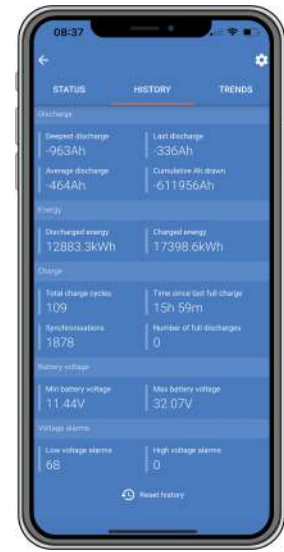 08:37
STATUS HISTORY TRENDS
Discharge
Deepest discharge Last discharge
-963Ah -336Ah
Average discharge Cumulative Ah drawn
-464Ah -611956Ah
Energy
Discharged energy Charged energy
12883.3kWh 17398.6kWh
Charge
Total charge cycles Time since last full charge
109 15h 59m
Synchronisations Number of full discharges
1878 0
Battery voltage
Min battery voltage Max battery voltage
11.44V 32.07V
Voltage alarms
Low voltage alarms High voltage alarms
68 0
Reset history